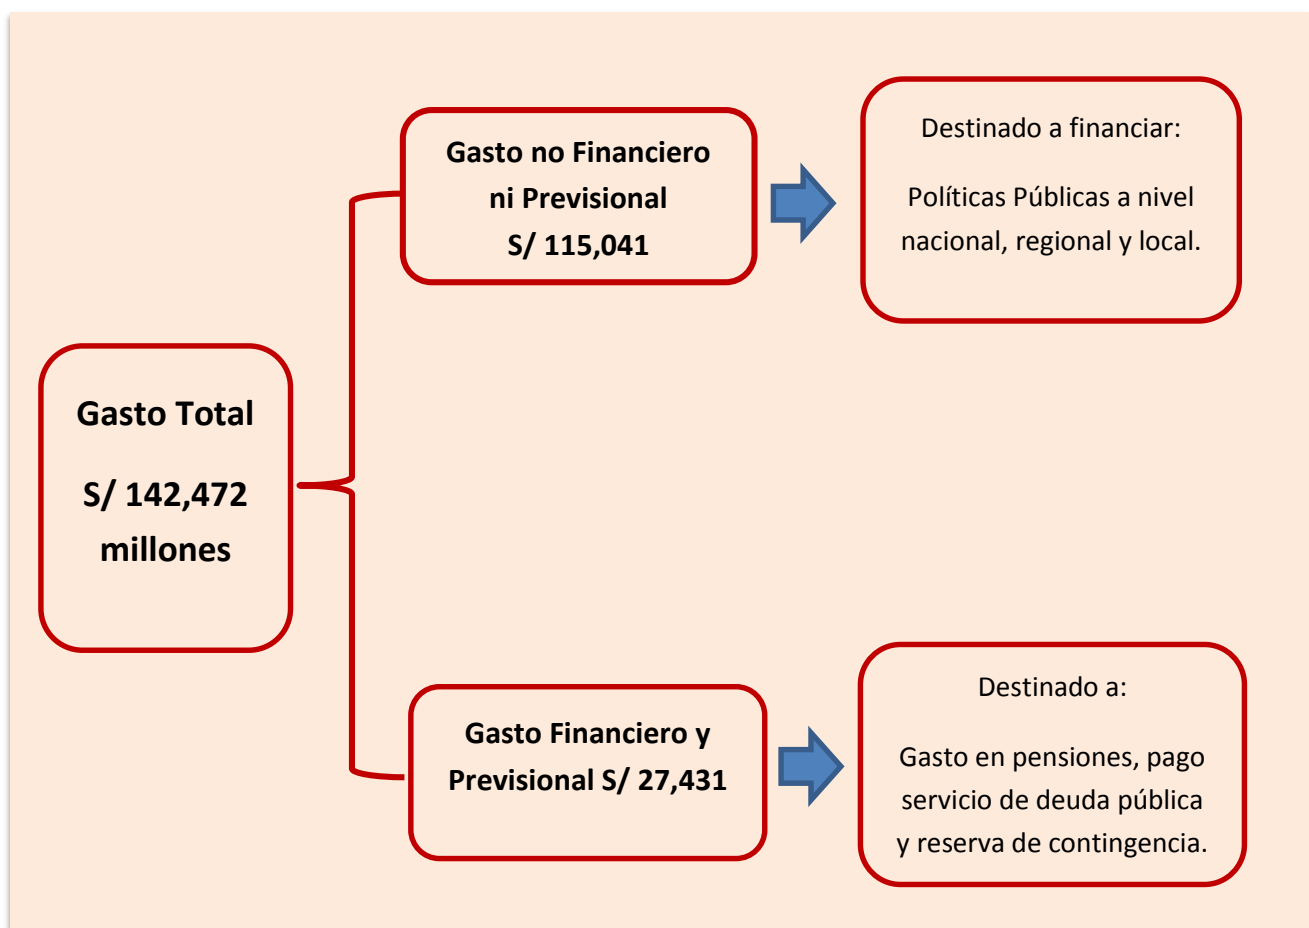 Gasto Total
S/ 142,472
millones
Gasto no Financiero
ni Previsional
S/ 115,041
Destinado a financiar:
Políticas Públicas a nivel
nacional, regional y local.
Gasto Financiero y
Previsional S/ 27,431
Destinado a:
Gasto en pensiones, pago
servicio de deuda pública
y reserva de contingencia.